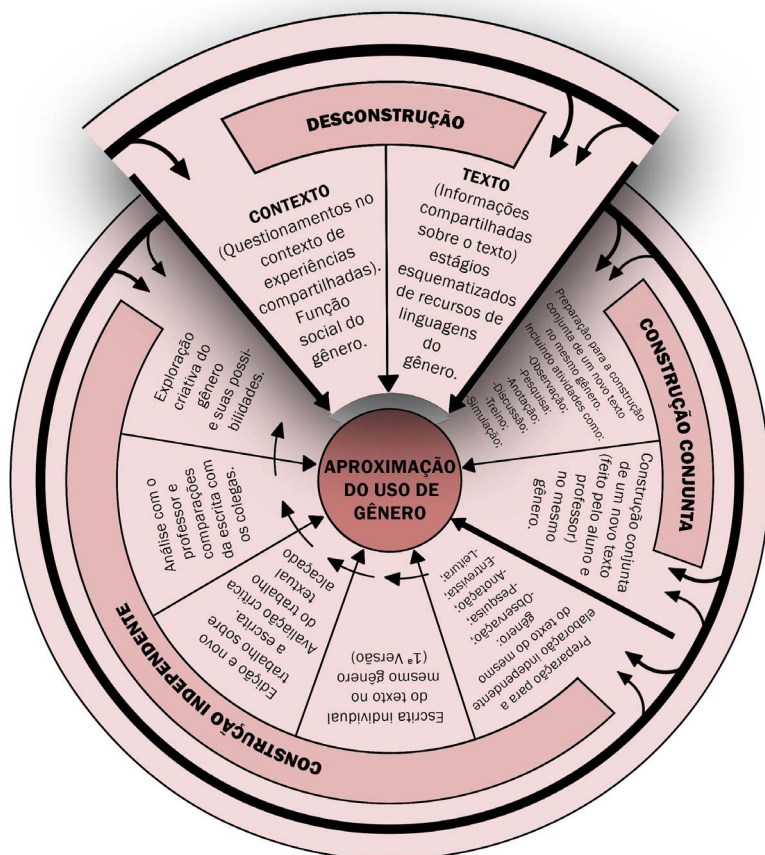 DESCONSTRUÇÃO
CONTEXTO
(Questionamentos no
contexto de
experiências
compartilhadas).
Função
social do
gênero.
TEXTO
(Informações
compartilhadas
sobre o texto)
estágios
esquematizados
de recursos de
linguagens
do
gênero.
CONSTRUÇÃO CONJUNTA
Preparação para a construção
conjunta de um novo texto
no mesmo gênero.
Incluindo atividades como:
-Observação;
-Pesquisa;
-Anotação;
-Discussão;
-Treino;
-Simulação;
Construção conjunta
de um novo texto
(feito pelo aluno e
professor)
no mesmo
gênero.
CONSTRUÇÃO INDEPENDENTE
Preparação para a
elaboração independente
do texto do mesmo
gênero:
-Observação;
-Pesquisa;
-Anotação;
-Entrevista;
-Leitura;
Escrita individual
do texto no
mesmo gênero
(1ª Versão)
Edição e novo
trabalho sobre
a escrita:
Avaliação crítica
do trabalho
textual
alcaçado
Análise com o
professor e
comparações
da escrita com
os colegas.
Exploração
criativa do
gênero
e suas possi-
bilidades.
APROXIMAÇÃO
DO USO DE
GÊNERO